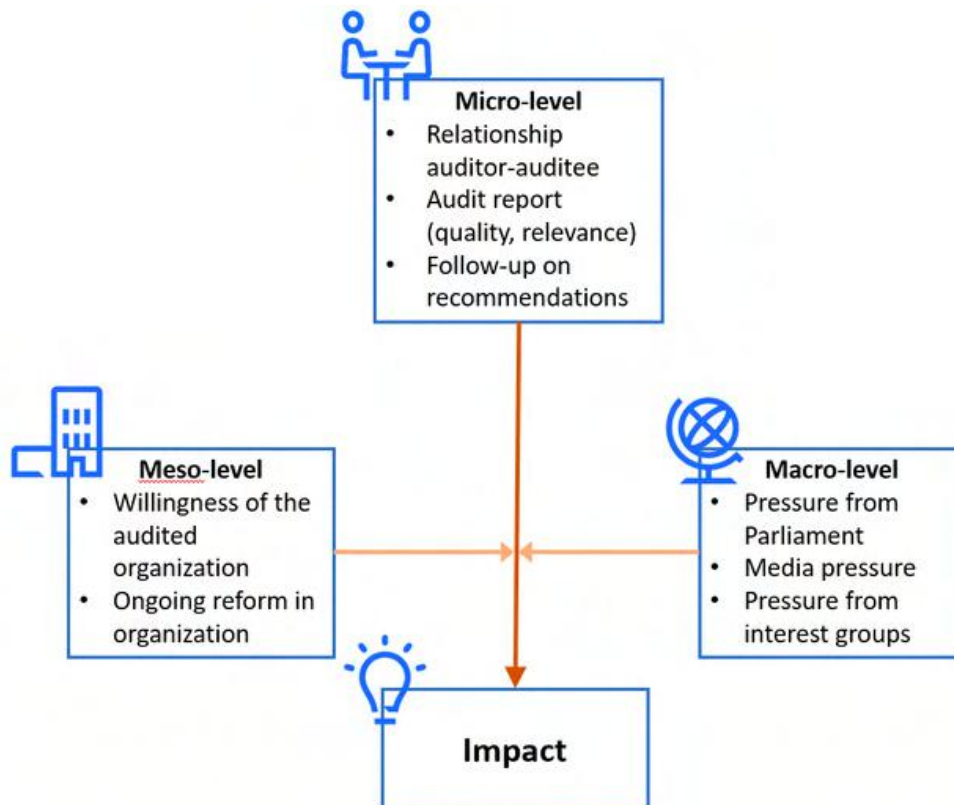 Micro-level
• Relationship
auditor-auditee
• Audit report
(quality, relevance)
• Follow-up on
recommendations
Meso-level
• Willingness of the
audited
organization
• Ongoing reform in
organization
Macro-level
• Pressure from
Parliament
• Media pressure
• Pressure from
interest groups
Impact